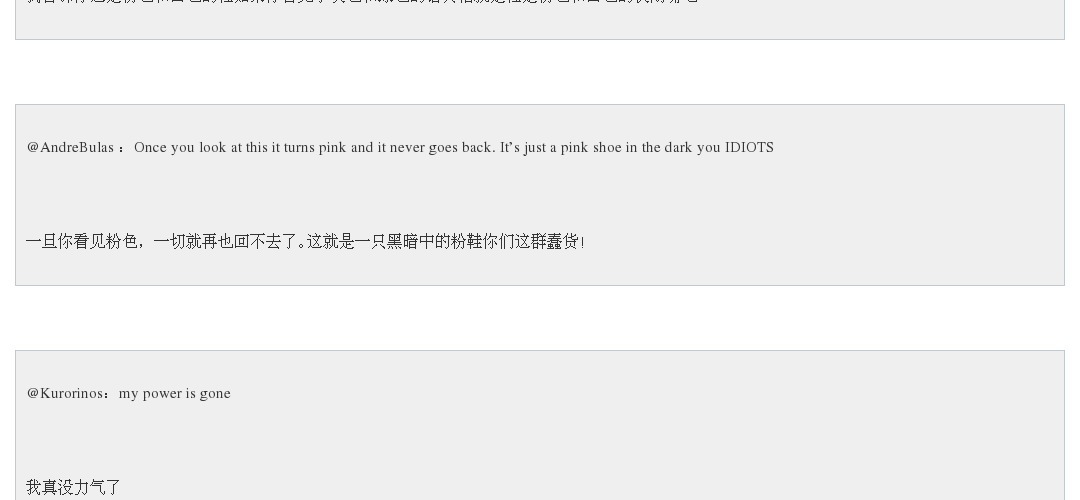 @AndreBulas ：Once you look at this it turns pink and it never goes back. It’s just a pink shoe in the dark you IDIOTS
一旦你看见粉色，一切就再也回不去了。这就是一只黑暗中的粉鞋你们这群蠢货！
@Kurorinos：my power is gone
我真没力气了